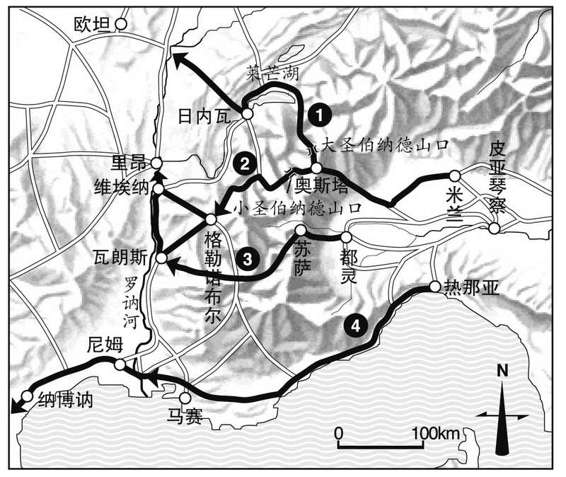 欧坦
莱芒湖
日内瓦
1
大圣伯纳德山口
皮亚琴察
里昂
2
维埃纳
奥斯塔
米兰
小圣伯纳德山口
格勒诺布尔
苏萨
都灵
瓦朗斯
3
罗讷河
热那亚
4
尼姆
纳博讷
马赛
N
0
100km